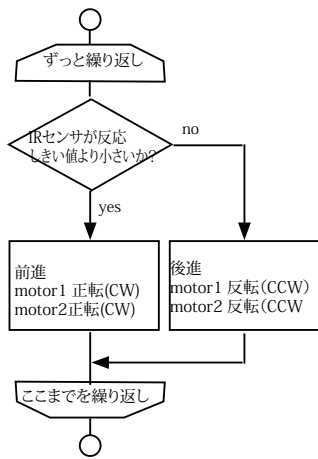 ずっと繰り返し
IRセンサが反応
しきい値より小さいか?
no
yes
前進
motor1 正転(CW)
motor2正転(CW)
後進
motor1 反転（CCW）
motor2 反転（CCW
ここまでを繰り返し